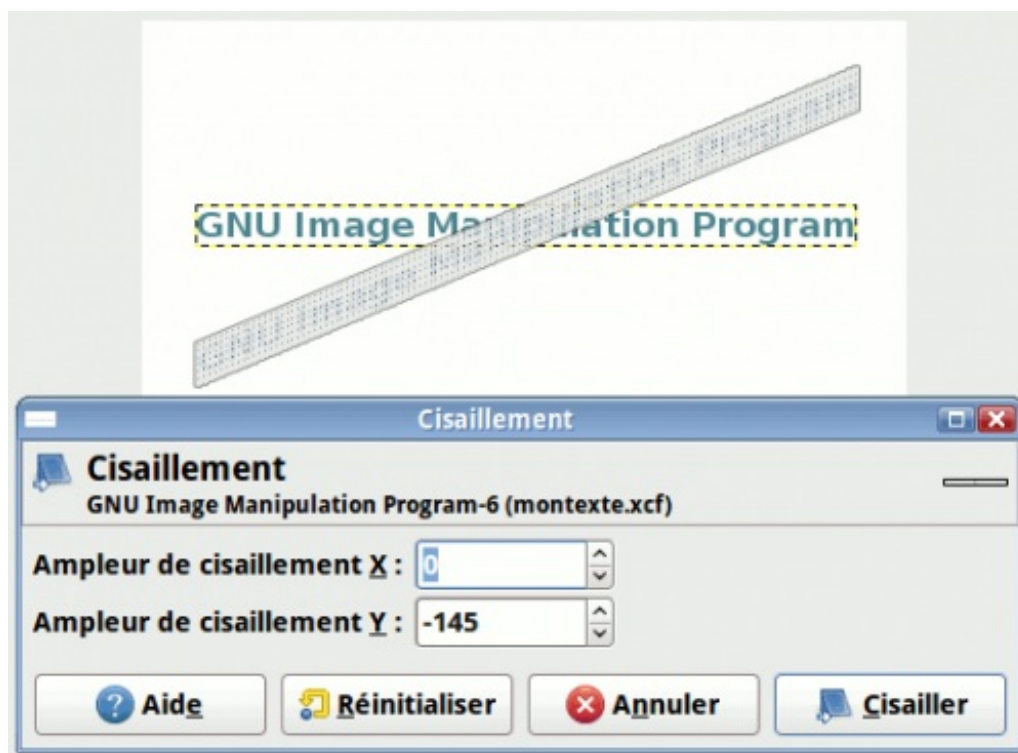 GNU Image Manipulation Program
Cisaillement
Cisaillement
GNU Image Manipulation Program-6 (montexte.xcf)
Ampleur de cisaillement X : 0
Ampleur de cisaillement Y : -145
Aide Réinitialiser Annuler Cisailler